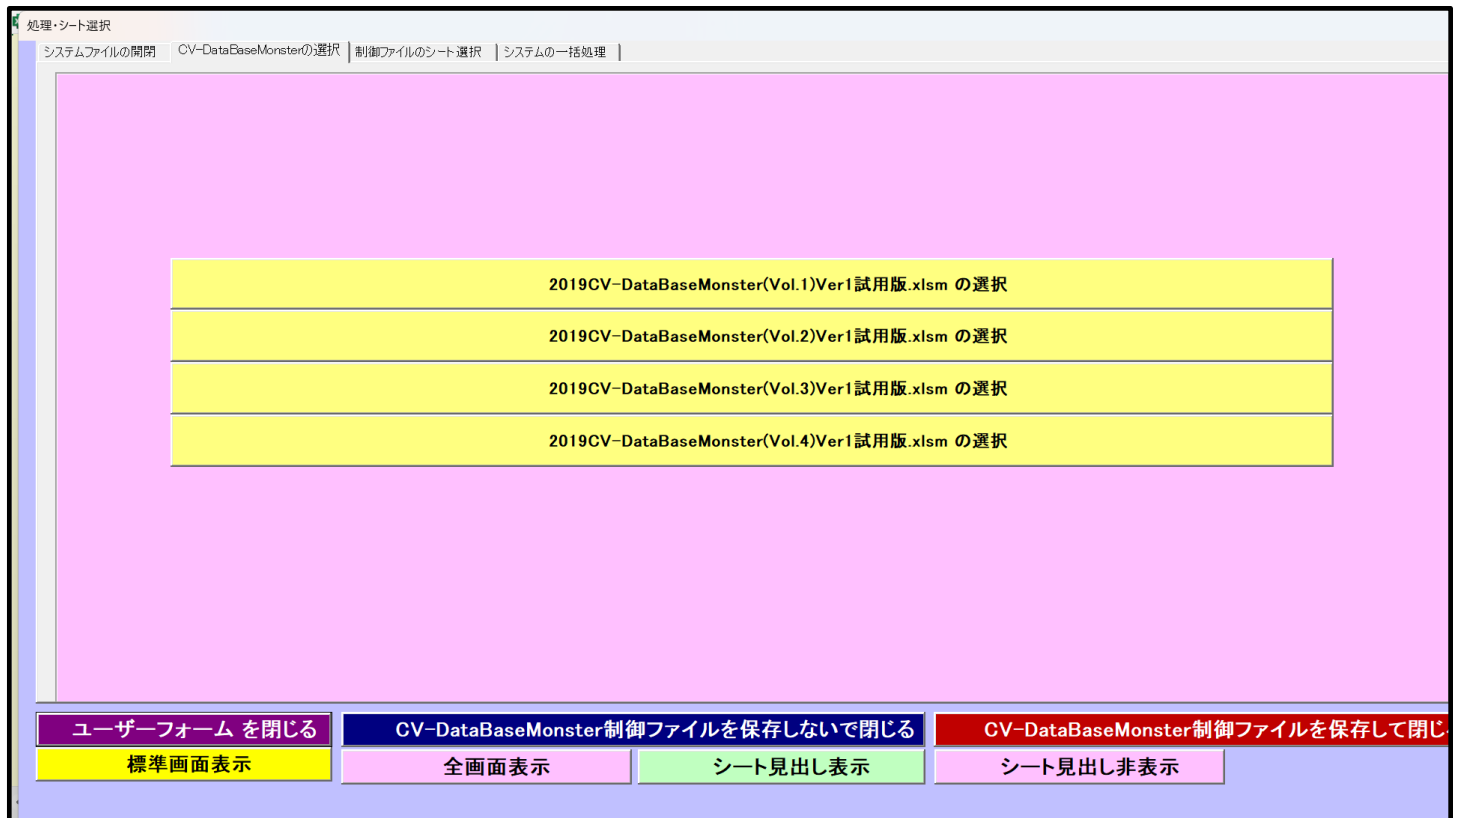 処理・シート選択
システムファイルの開閉 CV-DataBaseMonsterの選択 制御ファイルのシート選択 システムの一括処理
2019CV-DataBaseMonster(Vol.1)Ver1試用版.xlsm の選択
2019CV-DataBaseMonster(Vol.2)Ver1試用版.xlsm の選択
2019CV-DataBaseMonster(Vol.3)Ver1試用版.xlsm の選択
2019CV-DataBaseMonster(Vol.4)Ver1試用版.xlsm の選択
ユーザーフォーム を閉じる CV-DataBaseMonster制御ファイルを保存しないで閉じる CV-DataBaseMonster制御ファイルを保存して閉じ
標準画面表示 全画面表示 シート見出し表示 シート見出し非表示